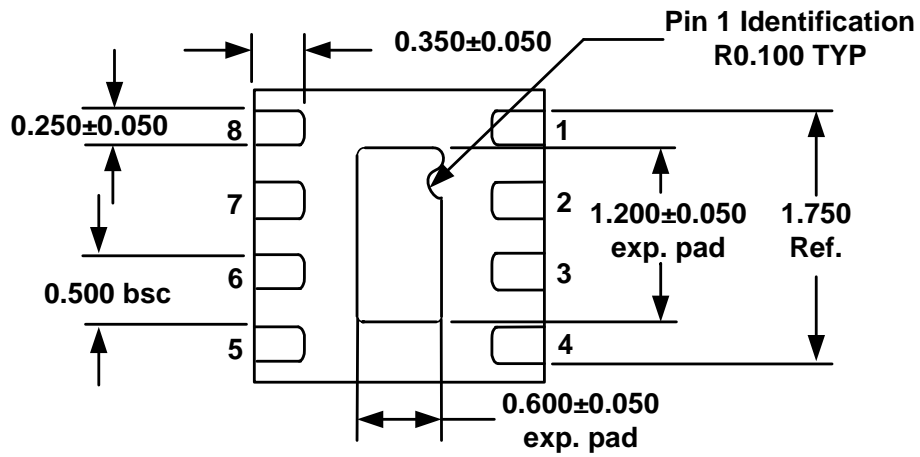 Pin 1 Identification
R0.100 TYP
0.350±0.050
0.250±0.050
8
1
7
2
1.200±0.050
exp. pad
1.750
Ref.
6
3
0.500 bsc
5
4
0.600±0.050
exp. pad